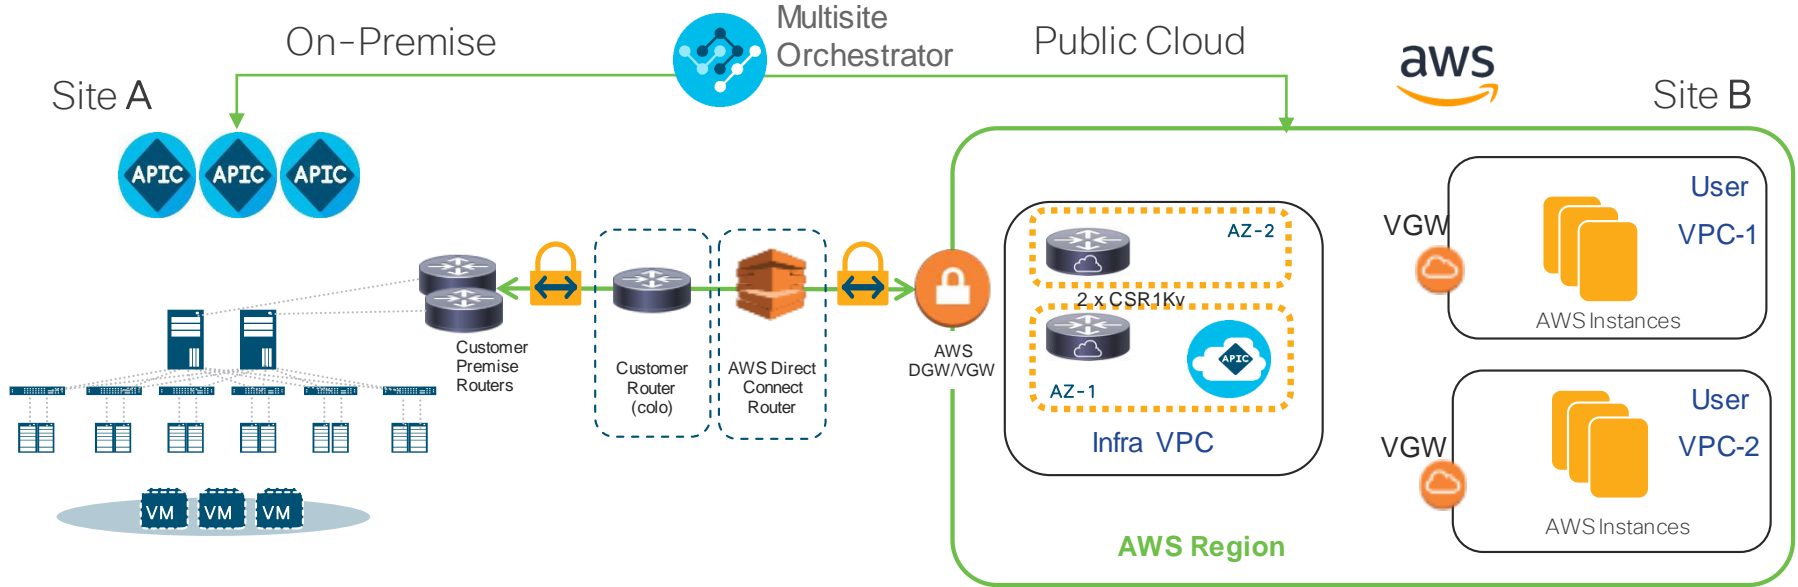 On-Premise
Multisite
Orchestrator
Public Cloud
aws
Site A
Site B
APIC
APIC
APIC
Customer
Premise
Routers
Customer
Router
(colo)
AWS Direct
Connect
Router
AWS
DGW/VGW
AZ-2
2 x CSR1Kv
APIC
AZ-1
Infra VPC
VGW
User
VPC-1
AWS Instances
VGW
User
VPC-2
AWS Instances
VM
VM
VM
AWS Region